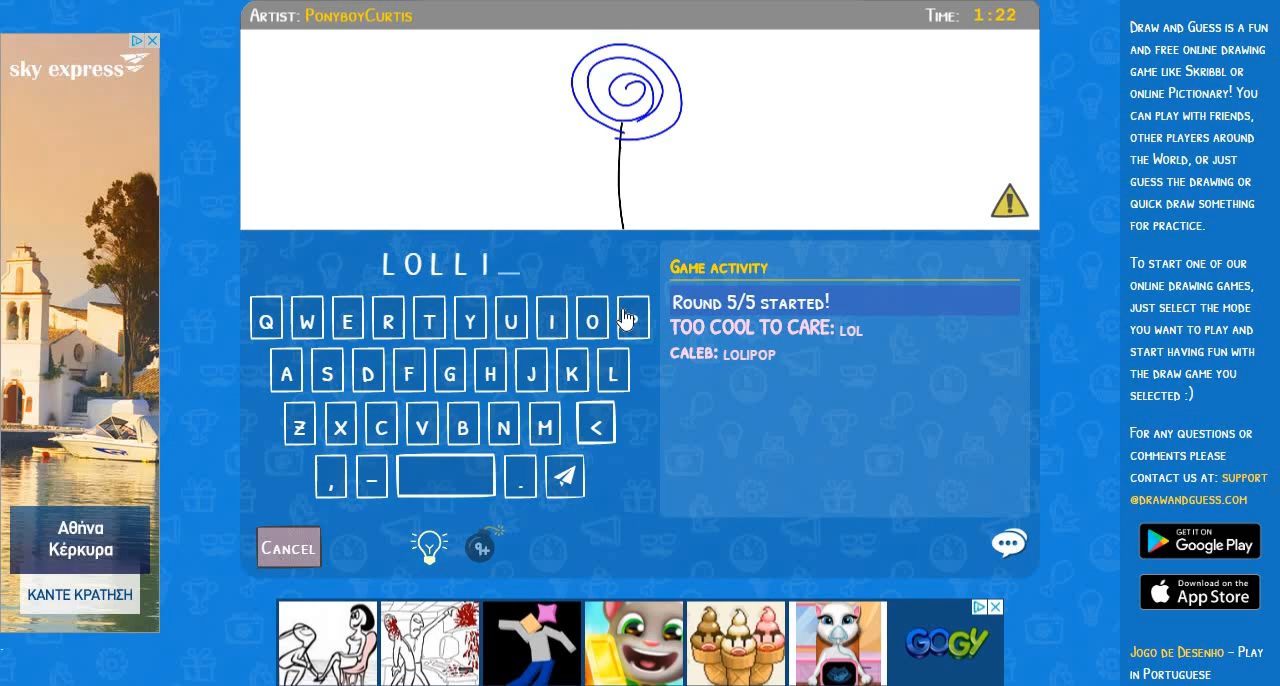 Artist: PonyboyCurtis
Time: 1:22
sky express
Αθήνα
Κέρκυρα
ΚΑΝΤΕ ΚΡΑΤΗΣΗ
LOLLI_
Q W E R T Y U I O P
A S D F G H J K L
Z X C V B N M <
, – .
Cancel
9+
Game activity
Round 5/5 started!
TOO COOL TO CARE: LOL
CALEB: LOLIPOP
GOGY
Draw and Guess is a fun
and free online drawing
game like Skribbl or
online Pictionary! You
can play with friends,
other players around
the World, or just
guess the drawing or
quick draw something
for practice.
To start one of our
online drawing games,
just select the mode
you want to play and
start having fun with
the draw game you
selected :)
For any questions or
comments please
contact us at: support
@drawandguess.com
GET IT ON
Google Play
Download on the
App Store
Jogo de Desenho – Play
in Portuguese